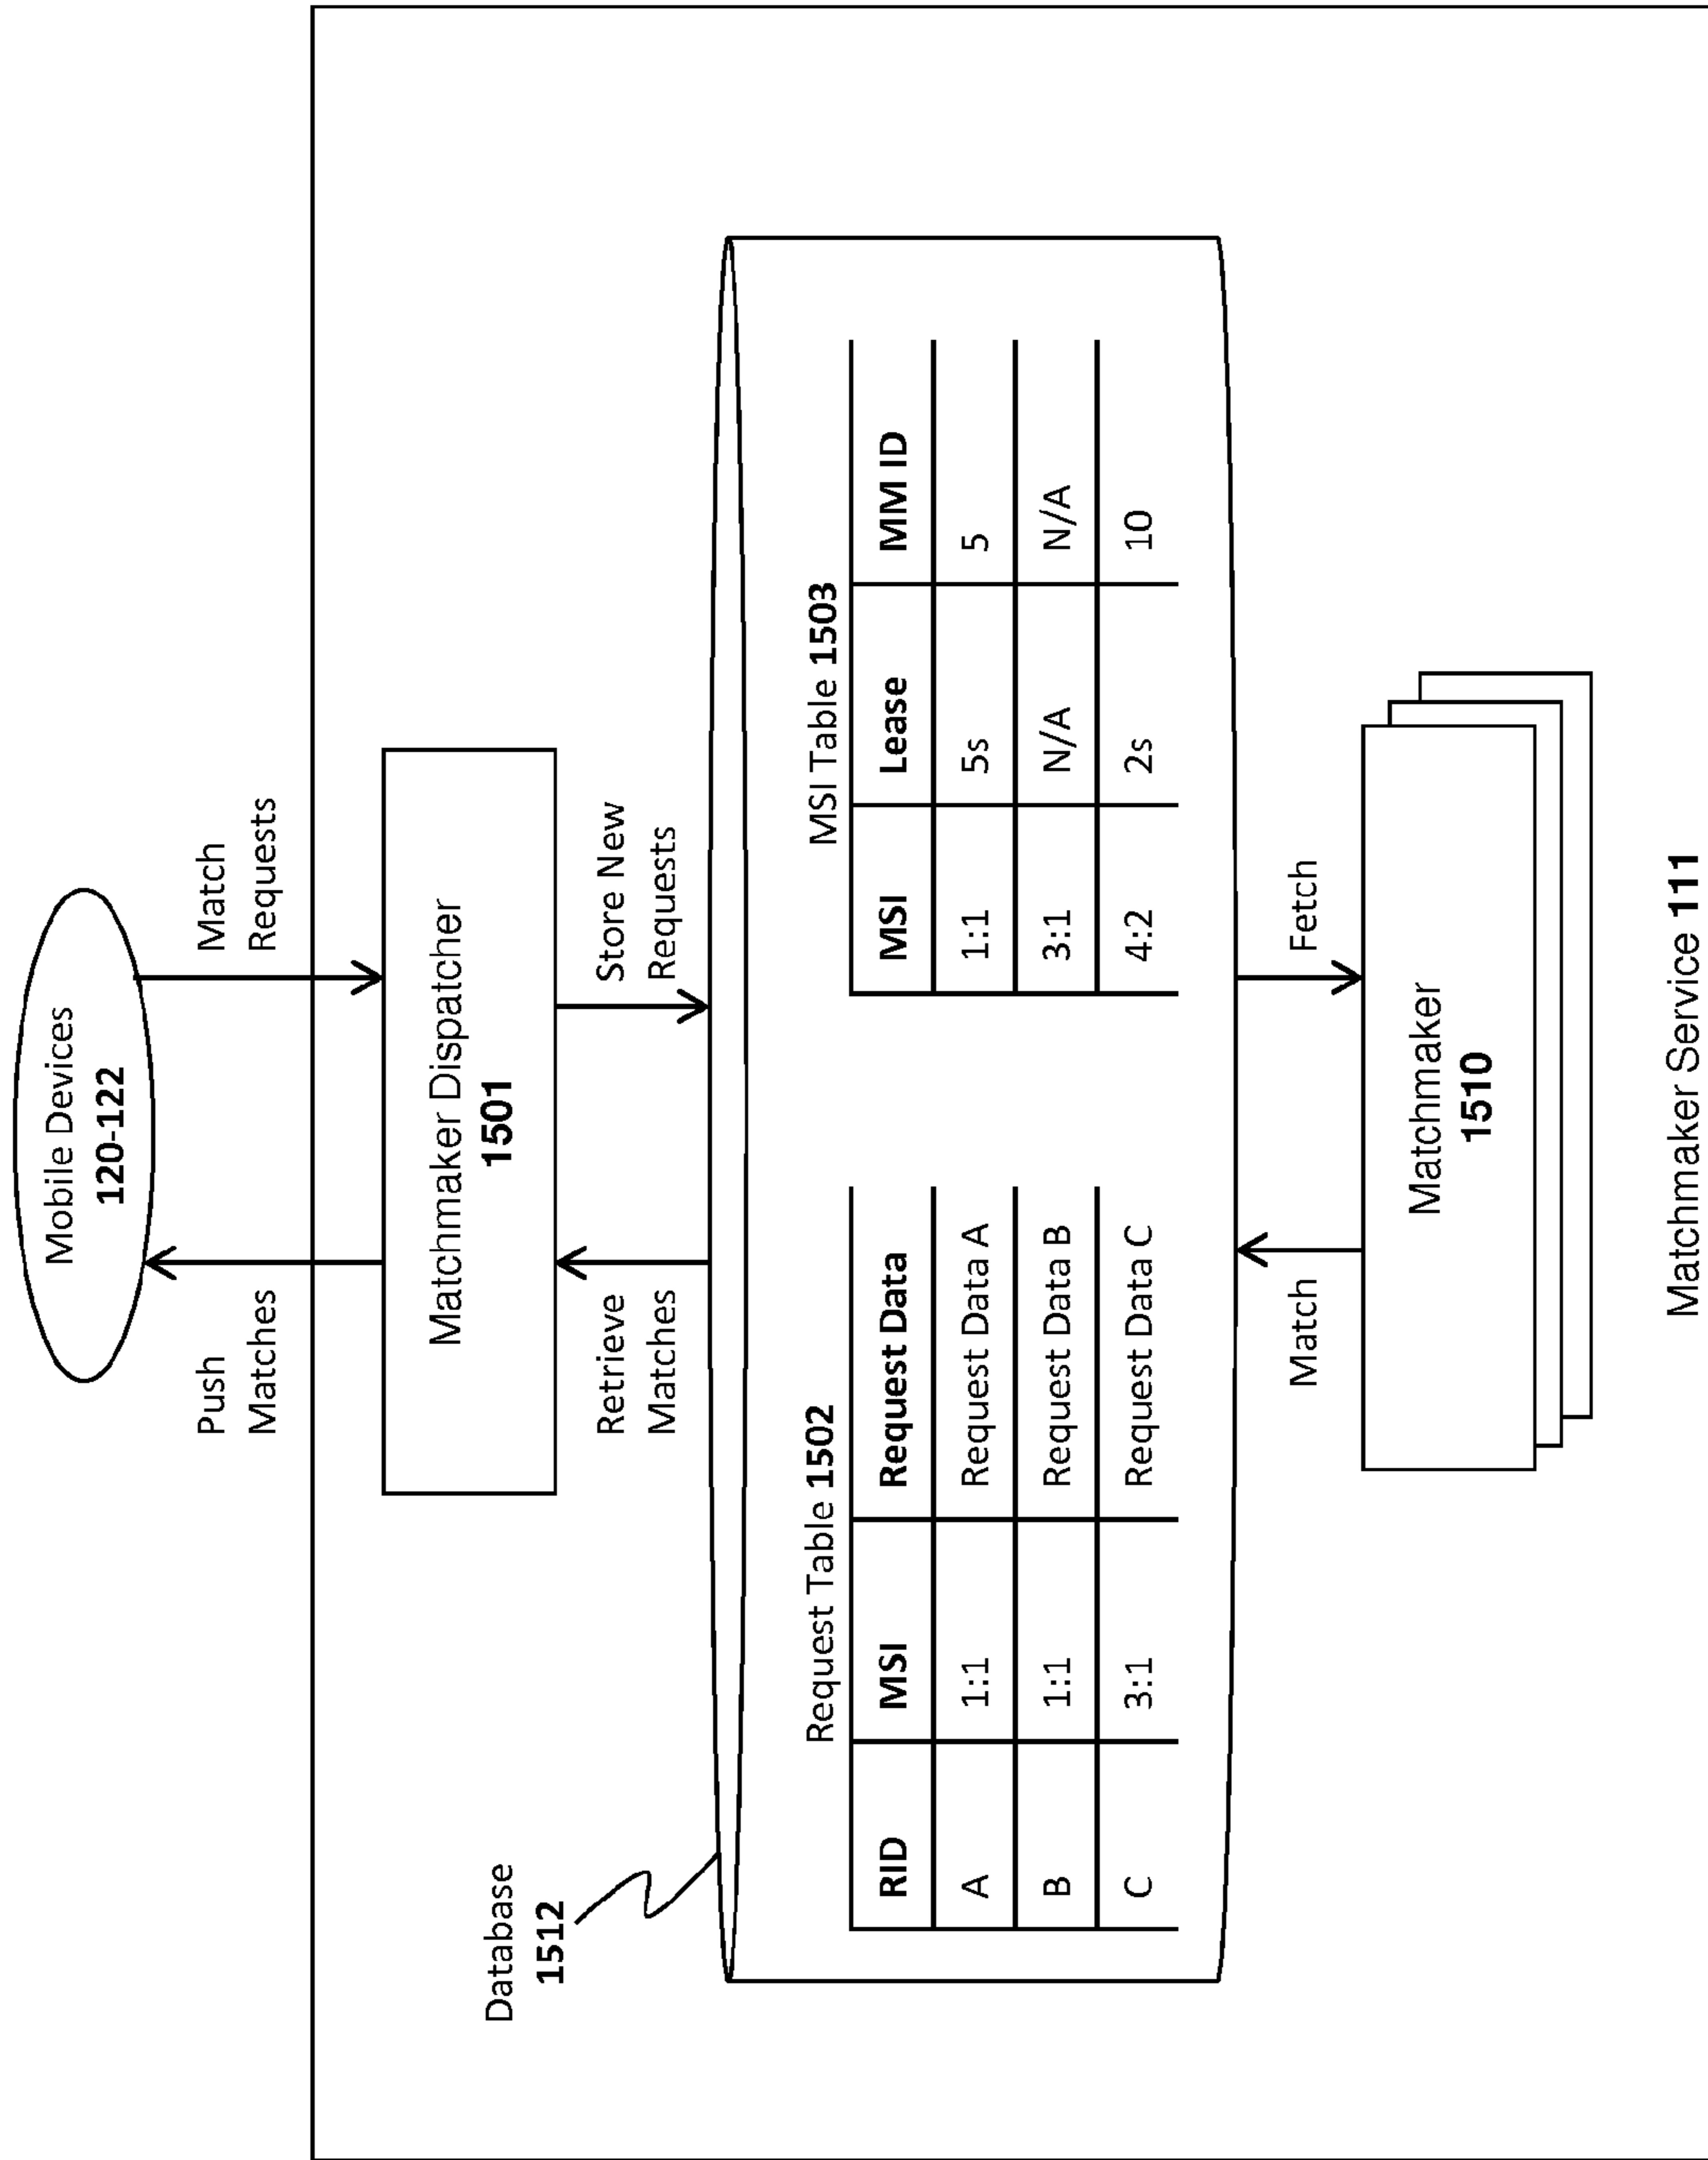 Mobile Devices
120-122
Push
Matches
Match
Requests
Matchmaker Dispatcher
1501
Retrieve
Matches
Store New
Requests
Database
1512
Request Table 1502
RID MSI Request Data
A 1:1 Request Data A
B 1:1 Request Data B
C 3:1 Request Data C
MSI Table 1503
MSI Lease MM ID
1:1 5s 5
3:1 N/A N/A
4:2 2s 10
Match
Fetch
Matchmaker
1510
Matchmaker Service 111